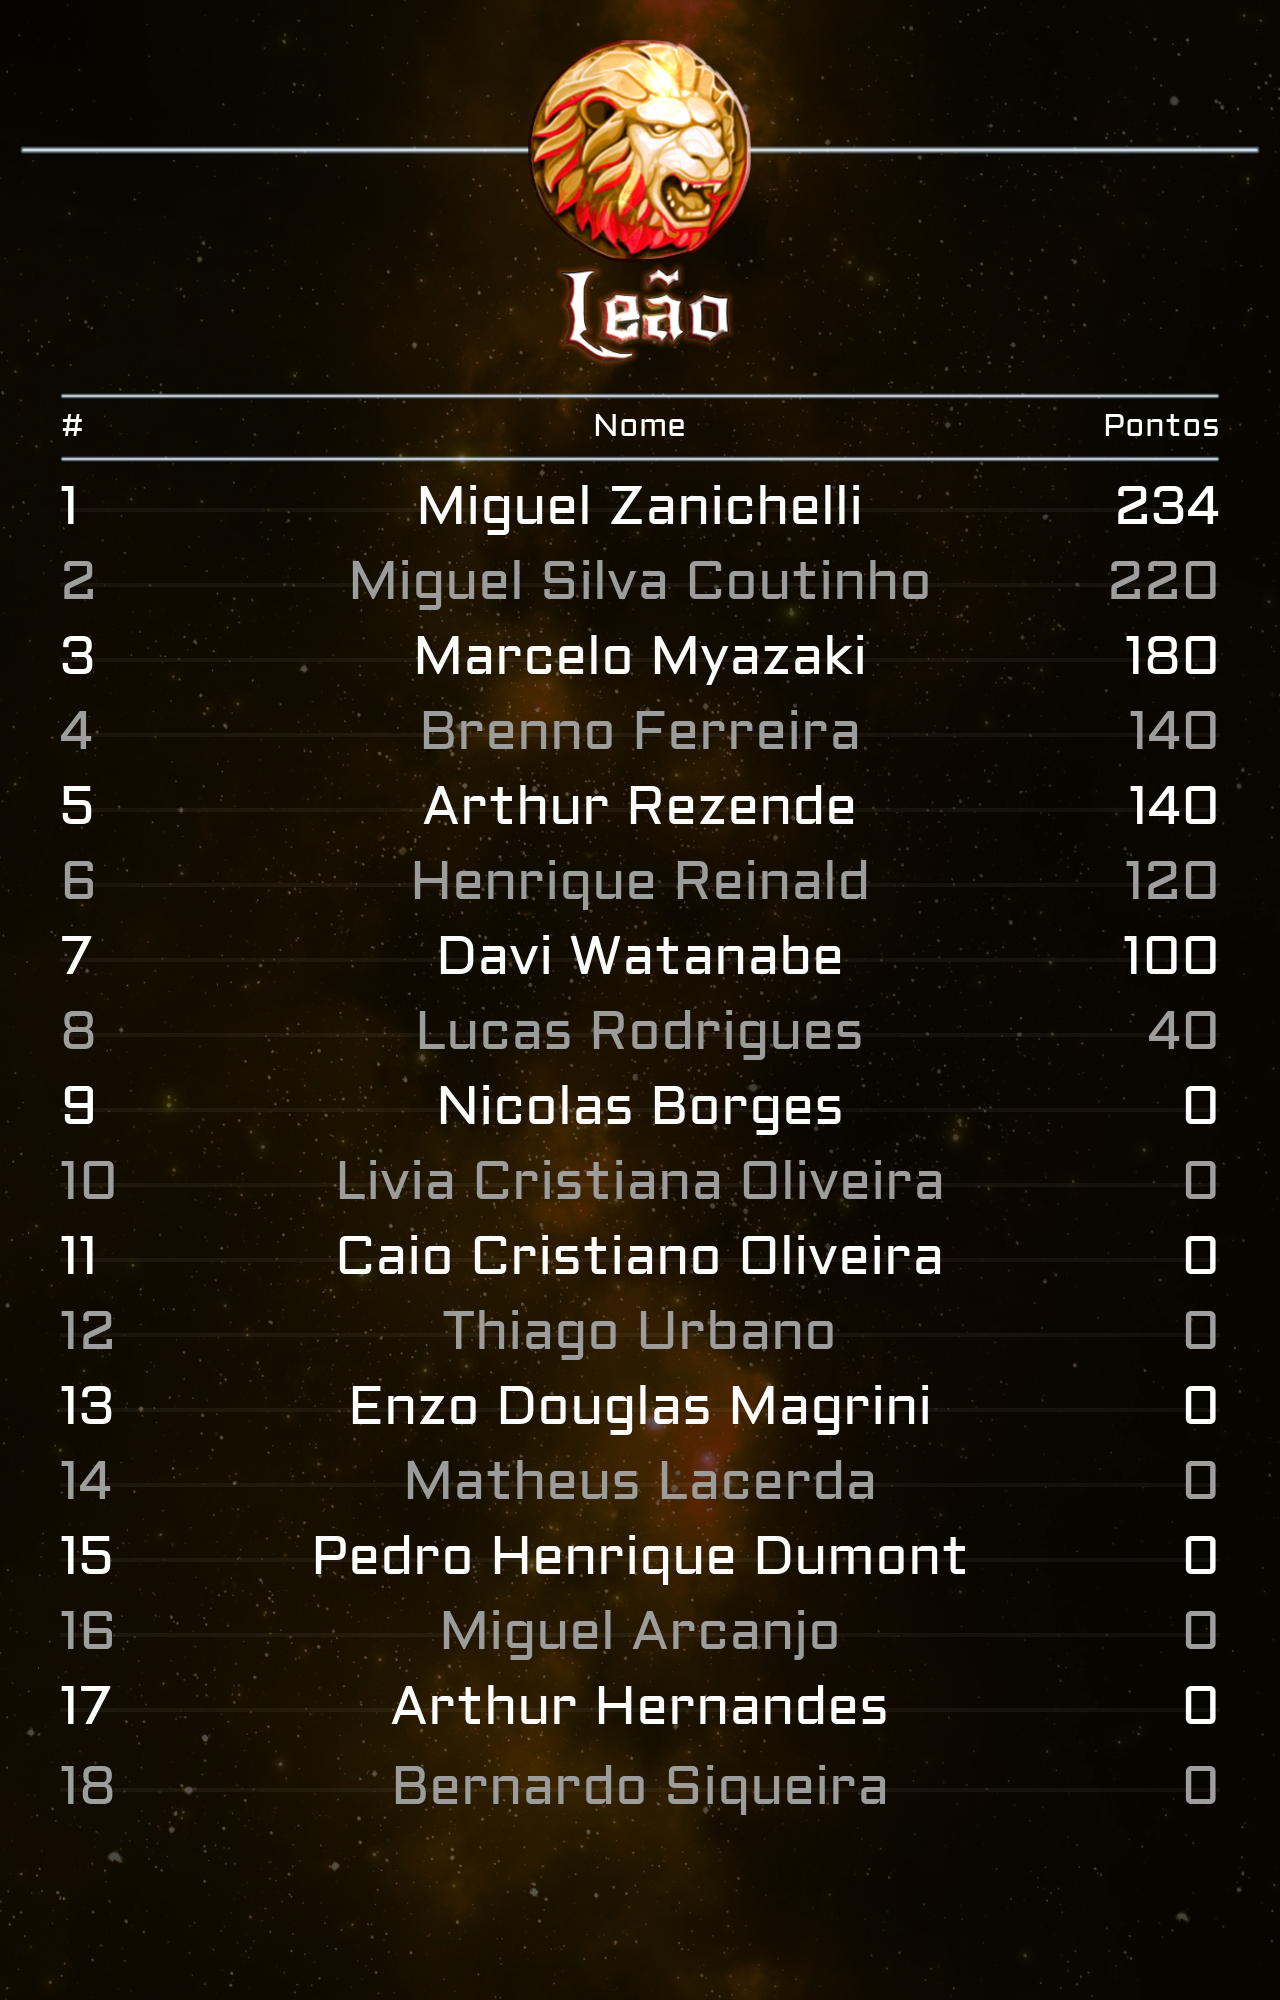 Leão
# Nome Pontos
1 Miguel Zanichelli 234
2 Miguel Silva Coutinho 220
3 Marcelo Myazaki 180
4 Brenno Ferreira 140
5 Arthur Rezende 140
6 Henrique Reinald 120
7 Davi Watanabe 100
8 Lucas Rodrigues 40
9 Nicolas Borges 0
10 Livia Cristiana Oliveira 0
11 Caio Cristiano Oliveira 0
12 Thiago Urbano 0
13 Enzo Douglas Magrini 0
14 Matheus Lacerda 0
15 Pedro Henrique Dumont 0
16 Miguel Arcanjo 0
17 Arthur Hernandes 0
18 Bernardo Siqueira 0